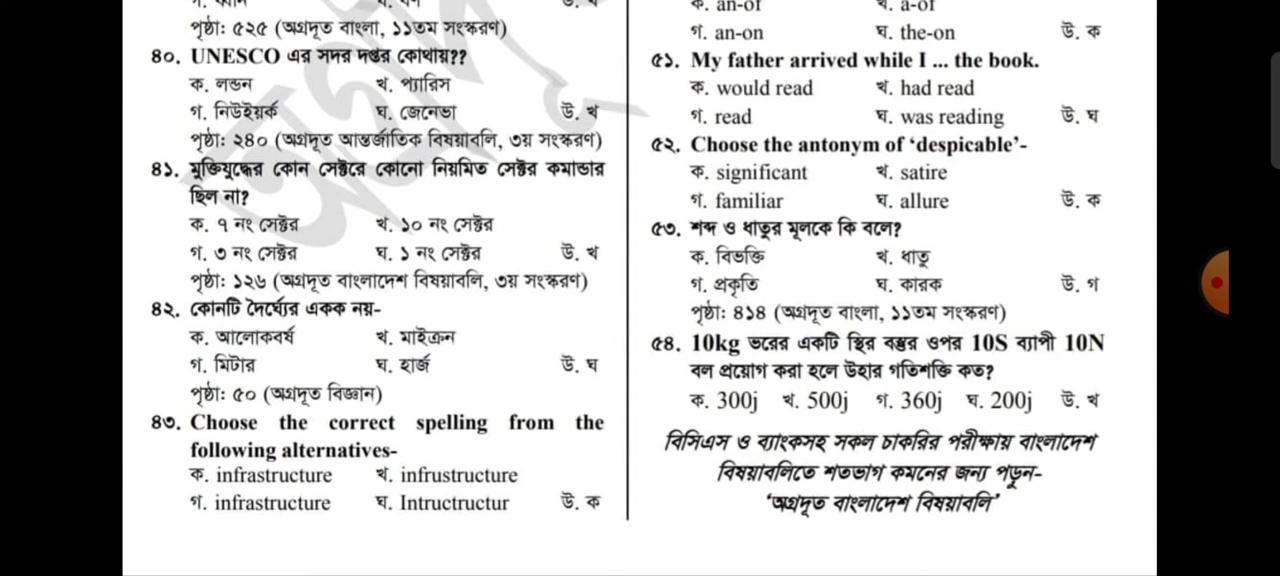 পৃষ্ঠা: ৫২৫ (অগ্রদূত বাংলা, ১১তম সংস্করণ)
৪০. UNESCO এর সদর দপ্তর কোথায়??
ক. লন্ডন খ. প্যারিস
গ. নিউইয়র্ক ঘ. জেনেভা উ. খ
পৃষ্ঠা: ২৪০ (অগ্রদূত আন্তর্জাতিক বিষয়াবলি, ৩য় সংস্করণ)
৪১. মুক্তিযুদ্ধের কোন সেক্টরে কোনো নিয়মিত সেক্টর কমান্ডার
ছিল না?
ক. ৭ নং সেক্টর খ. ১০ নং সেক্টর
গ. ৩ নং সেক্টর ঘ. ১ নং সেক্টর উ. খ
পৃষ্ঠা: ১২৬ (অগ্রদূত বাংলাদেশ বিষয়াবলি, ৩য় সংস্করণ)
৪২. কোনটি দৈর্ঘ্যের একক নয়-
ক. আলোকবর্ষ খ. মাইক্রন
গ. মিটার ঘ. হার্জ উ. ঘ
পৃষ্ঠা: ৫০ (অগ্রদূত বিজ্ঞান)
৪৩. Choose the correct spelling from the
following alternatives-
ক. infrastructure খ. infrustructure
গ. infrastructure ঘ. Intructructur উ. ক
ক. an-of খ. a-of
গ. an-on ঘ. the-on উ. ক
৫১. My father arrived while I ... the book.
ক. would read খ. had read
গ. read ঘ. was reading উ. ঘ
৫২. Choose the antonym of ‘despicable’-
ক. significant খ. satire
গ. familiar ঘ. allure উ. ক
৫৩. শব্দ ও ধাতুর মূলকে কি বলে?
ক. বিভক্তি খ. ধাতু
গ. প্রকৃতি ঘ. কারক উ. গ
পৃষ্ঠা: ৪১৪ (অগ্রদূত বাংলা, ১১তম সংস্করণ)
৫৪. 10kg ভরের একটি স্থির বস্তুর ওপর 10S ব্যাপী 10N
বল প্রয়োগ করা হলে উহার গতিশক্তি কত?
ক. 300j খ. 500j গ. 360j ঘ. 200j উ. খ
বিসিএস ও ব্যাংকসহ সকল চাকরির পরীক্ষায় বাংলাদেশ
বিষয়াবলিতে শতভাগ কমনের জন্য পড়ুন-
‘অগ্রদূত বাংলাদেশ বিষয়াবলি’